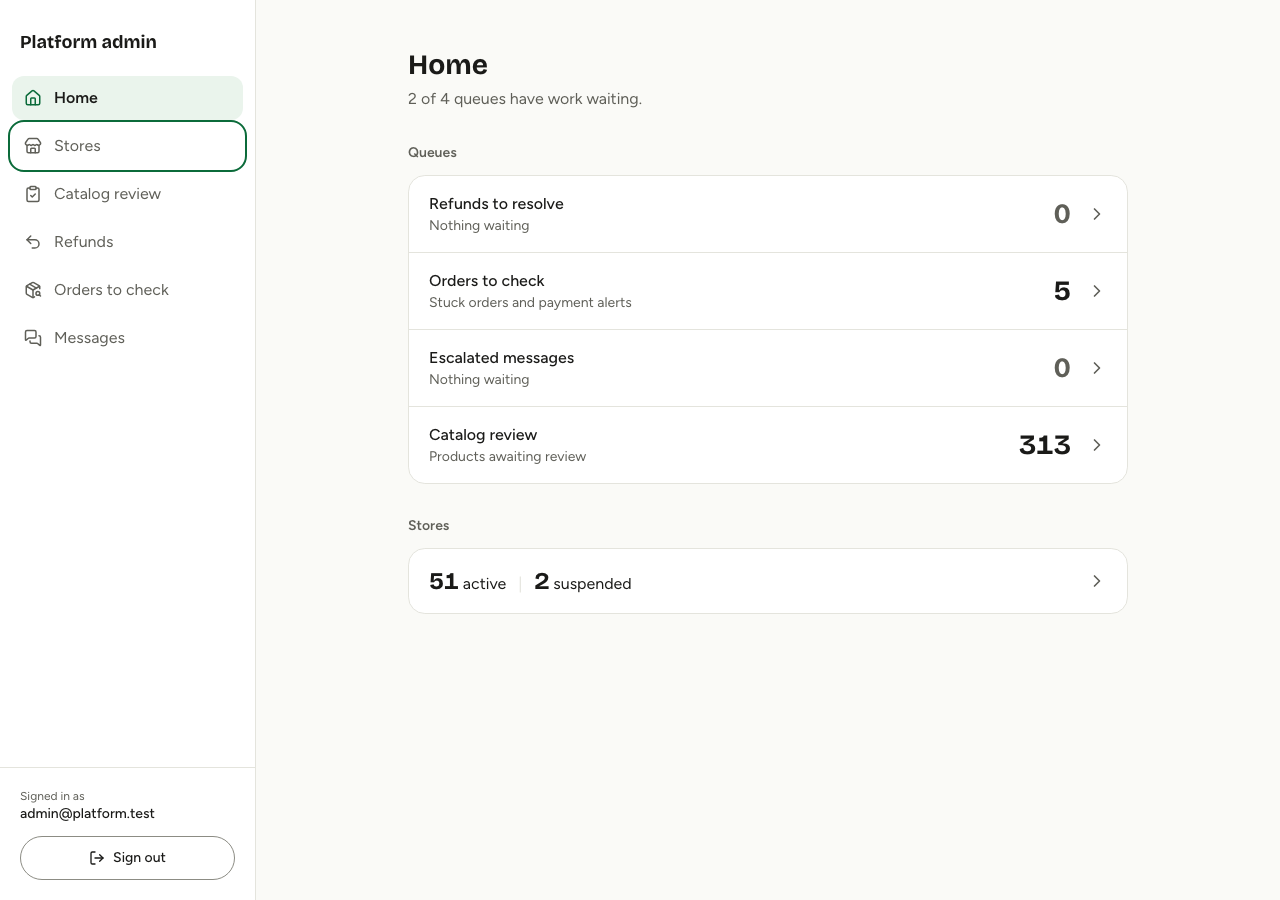 Platform admin
Home
Stores
Catalog review
Refunds
Orders to check
Messages
Signed in as
admin@platform.test
Sign out
Home
2 of 4 queues have work waiting.
Queues
Refunds to resolve
Nothing waiting
0
Orders to check
Stuck orders and payment alerts
5
Escalated messages
Nothing waiting
0
Catalog review
Products awaiting review
313
Stores
51 active 2 suspended